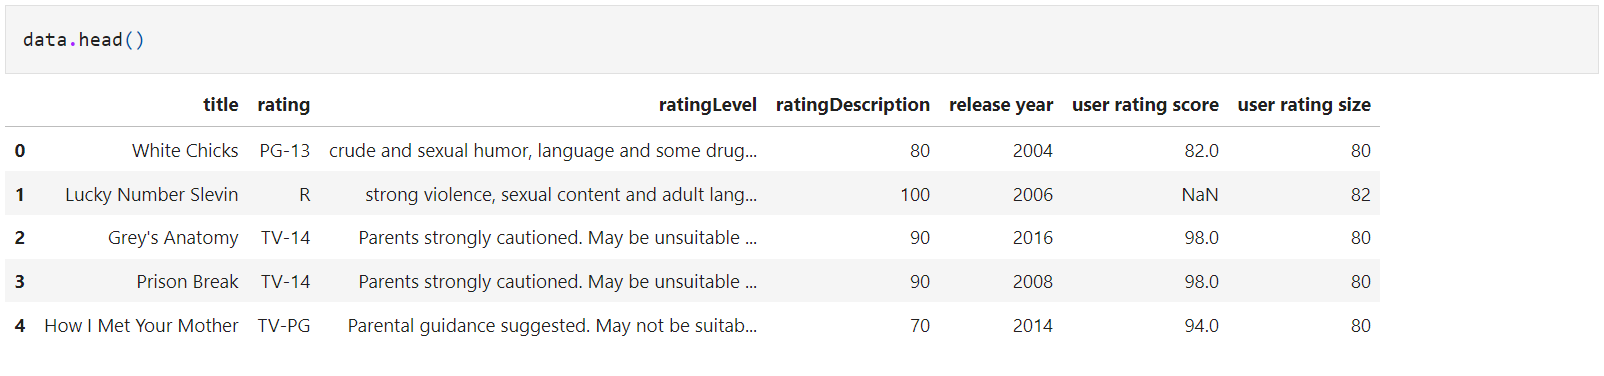 data.head()
title rating ratingLevel ratingDescription release year user rating score user rating size
0 White Chicks PG-13 crude and sexual humor, language and some drug... 80 2004 82.0 80
1 Lucky Number Slevin R strong violence, sexual content and adult lang... 100 2006 NaN 82
2 Grey's Anatomy TV-14 Parents strongly cautioned. May be unsuitable ... 90 2016 98.0 80
3 Prison Break TV-14 Parents strongly cautioned. May be unsuitable ... 90 2008 98.0 80
4 How I Met Your Mother TV-PG Parental guidance suggested. May not be suitab... 70 2014 94.0 80